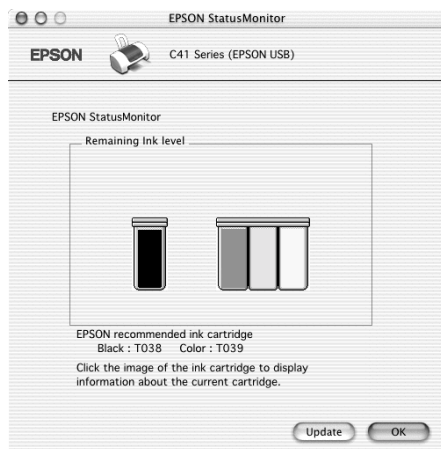 EPSON StatusMonitor
EPSON
C41 Series (EPSON USB)
EPSON StatusMonitor
Remaining Ink level
EPSON recommended ink cartridge
Black : T038 Color : T039
Click the image of the ink cartridge to display
information about the current cartridge.
Update OK